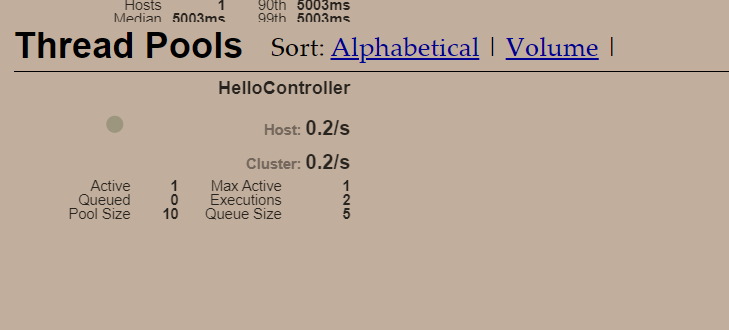 Hosts 1 90th 5003ms
Median 5003ms 99th 5003ms
Thread Pools Sort: Alphabetical | Volume |
HelloController
Host: 0.2/s
Cluster: 0.2/s
Active 1 Max Active 1
Queued 0 Executions 2
Pool Size 10 Queue Size 5